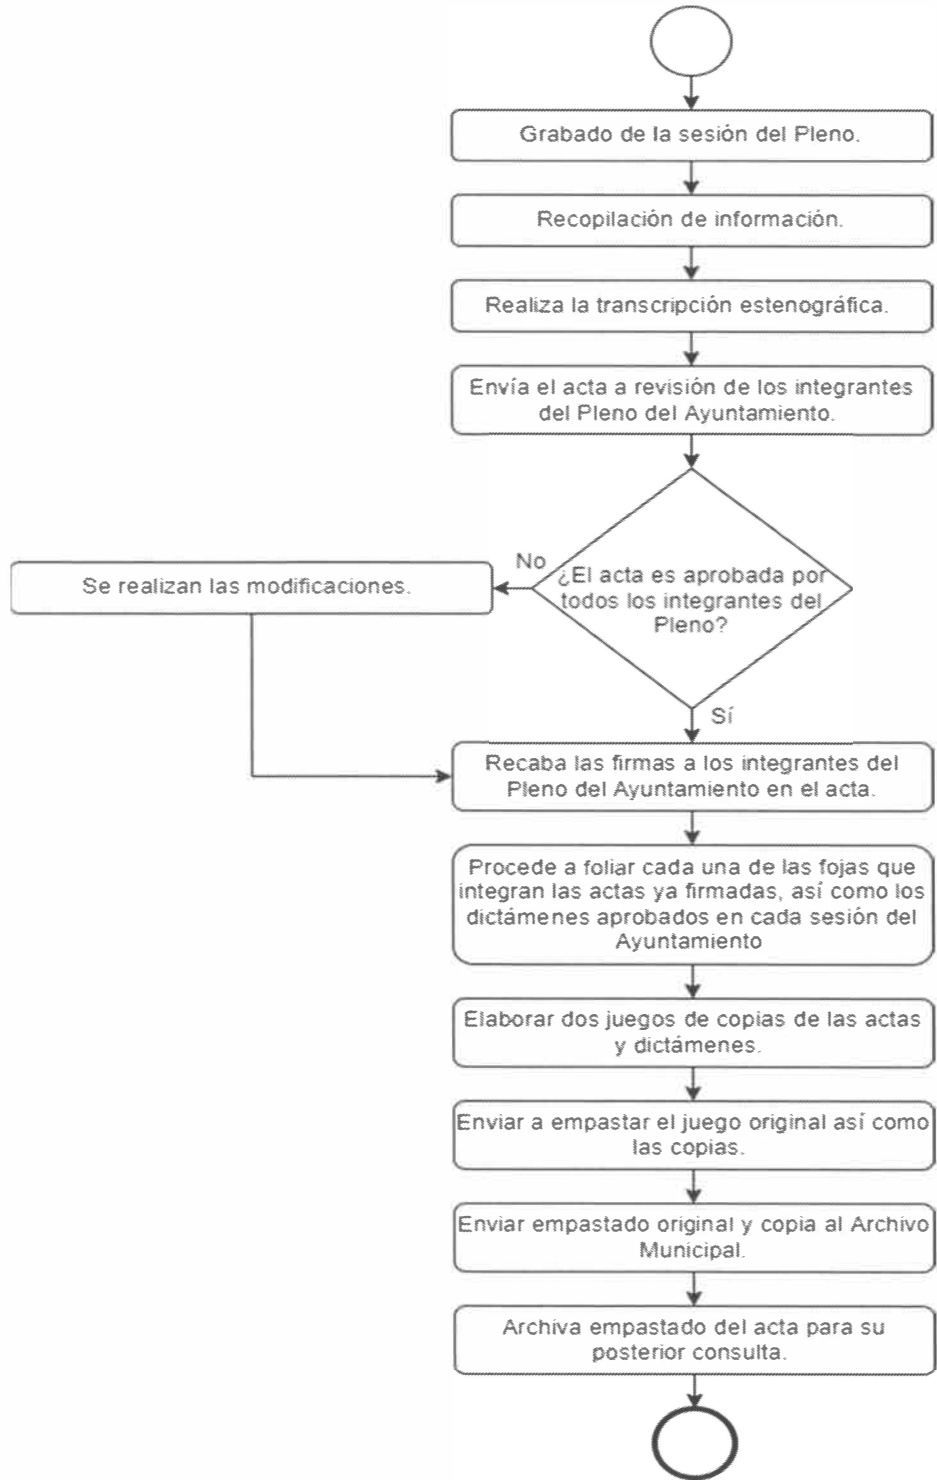 Grabado de la sesión del Pleno.
Recopilación de información.
Realiza la transcripción estenográfica.
Envía el acta a revisión de los integrantes
del Pleno del Ayuntamiento.
No
Se realizan las modificaciones.
¿El acta es aprobada por
todos los integrantes del
Pleno?
Sí
Recaba las firmas a los integrantes del
Pleno del Ayuntamiento en el acta.
Procede a foliar cada una de las fojas que
integran las actas ya firmadas, así como los
dictámenes aprobados en cada sesión del
Ayuntamiento
Elaborar dos juegos de copias de las actas
y dictámenes.
Enviar a empastar el juego original así como
las copias.
Enviar empastado original y copia al Archivo
Municipal.
Archiva empastado del acta para su
posterior consulta.